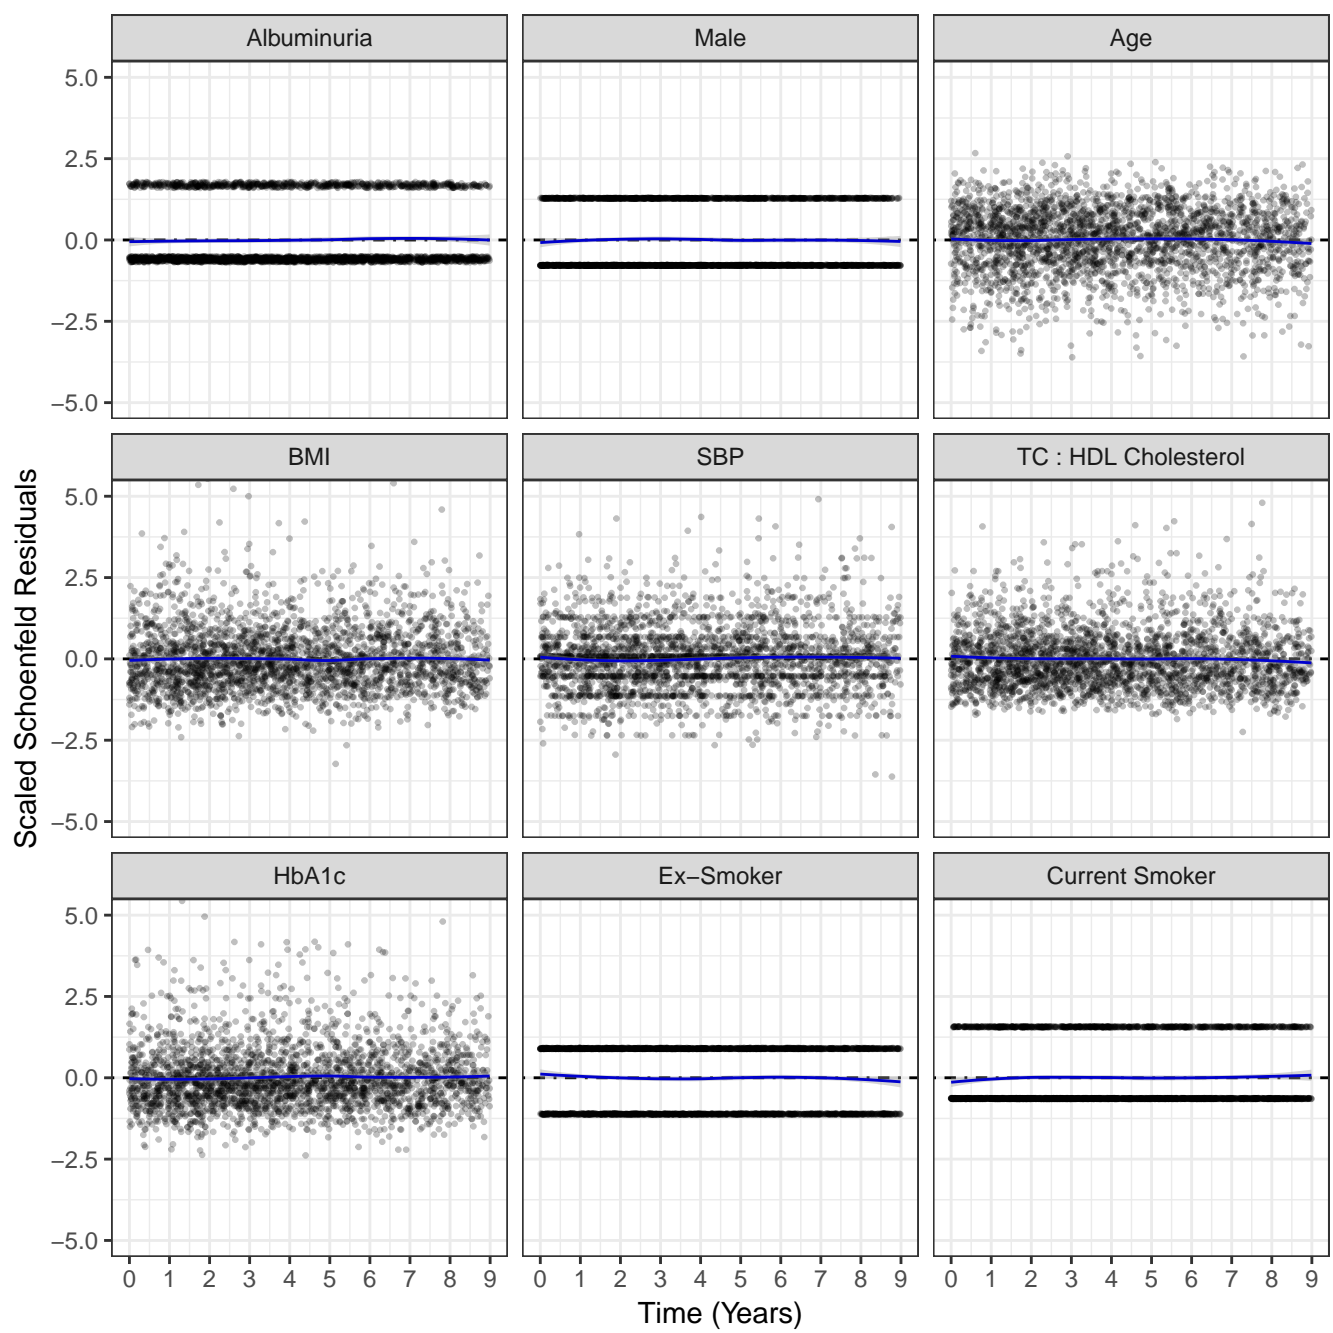 Albuminuria
Male
Age
5.0
2.5
0.0
−2.5
−5.0
BMI
SBP
TC : HDL Cholesterol
5.0
2.5
0.0
−2.5
−5.0
Scaled Schoenfeld Residuals
HbA1c
Ex−Smoker
Current Smoker
5.0
2.5
0.0
−2.5
−5.0
0 1 2 3 4 5 6 7 8 9
0 1 2 3 4 5 6 7 8 9
0 1 2 3 4 5 6 7 8 9
Time (Years)